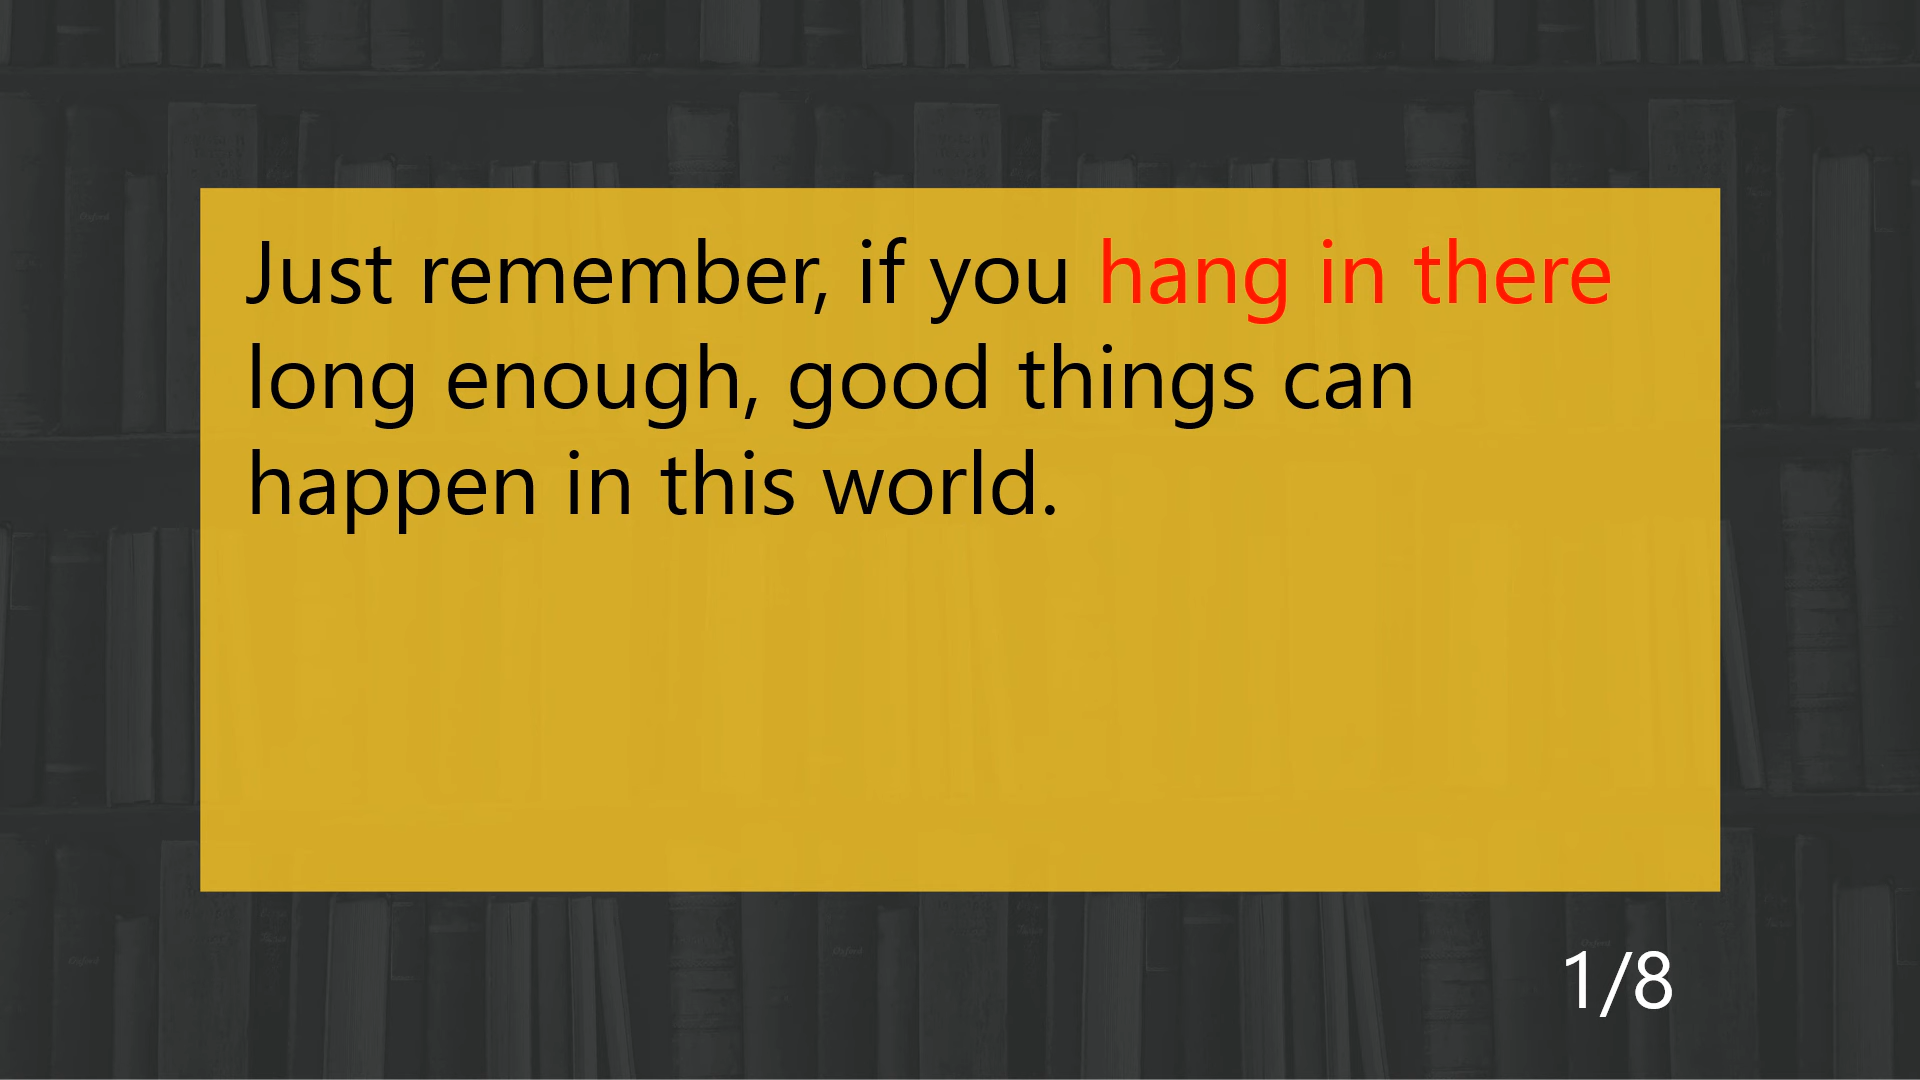 Just remember, if you hang in there
long enough, good things can
happen in this world.
1/8